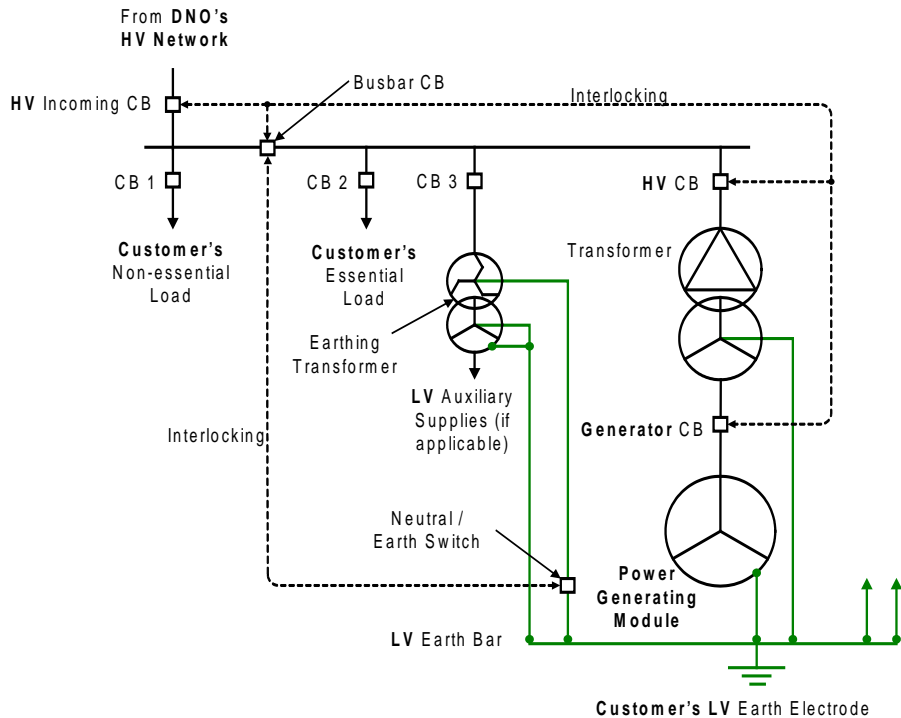 From DNO's
HV Network
Busbar CB
HV Incoming CB
Interlocking
CB 1
CB 2
CB 3
HV CB
Customer's
Non-essential
Load
Customer's
Essential
Load
Transformer
Earthing
Transformer
LV Auxiliary
Supplies (if
applicable)
Generator CB
Interlocking
Neutral /
Earth Switch
Power
Generating
Module
LV Earth Bar
Customer's LV Earth Electrode